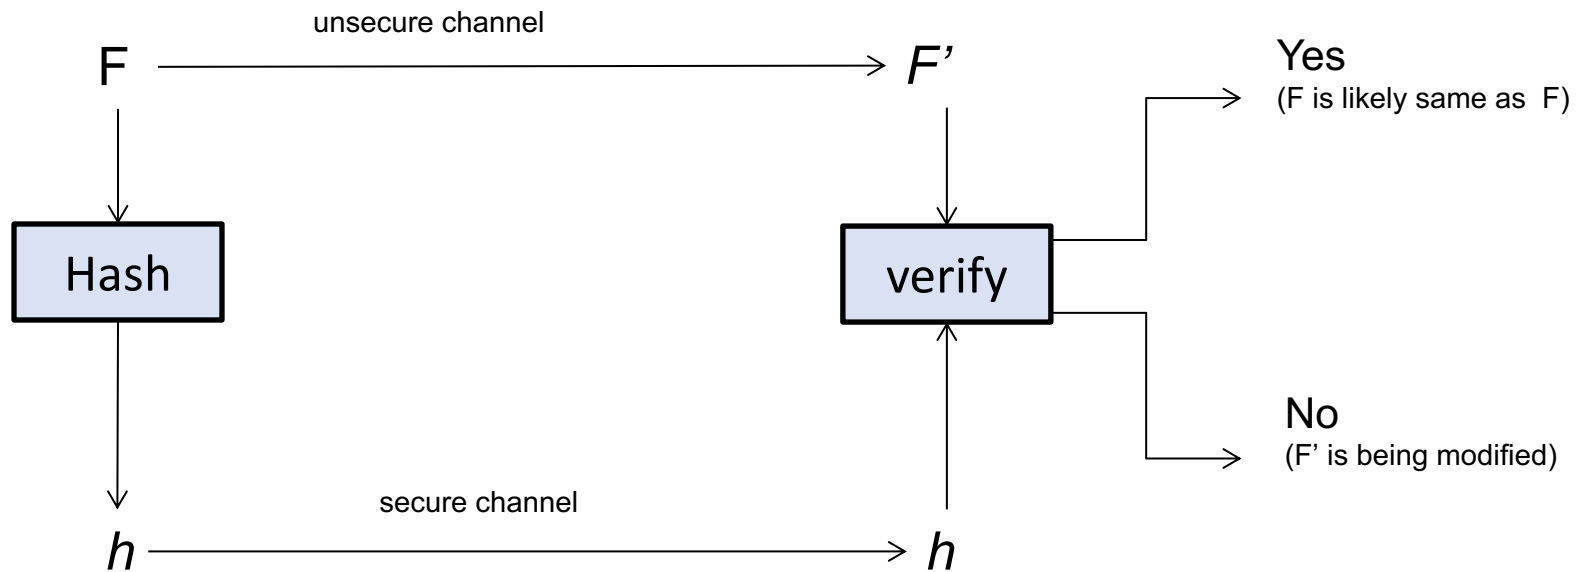 unsecure channel
F
F’
Yes
(F is likely same as  F)
Hash
verify
No
(F’ is being modified)
secure channel
h
h